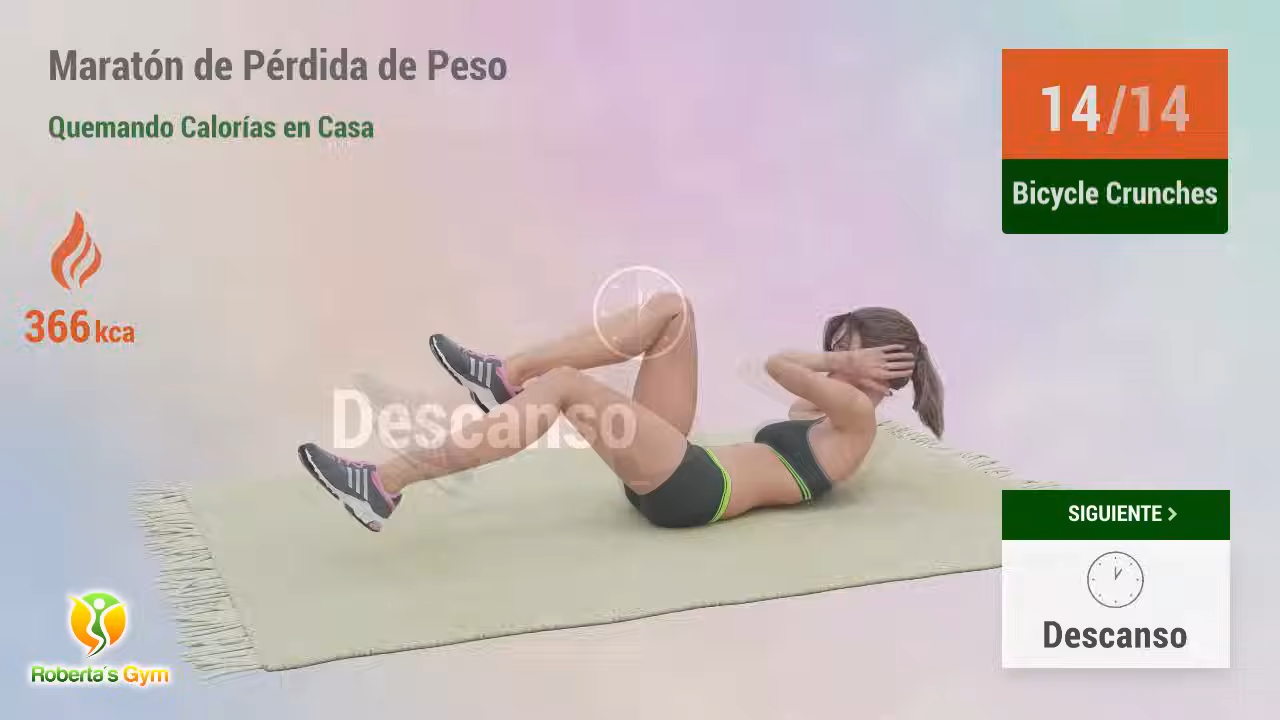 Maratón de Pérdida de Peso
Quemando Calorías en Casa
14/14
Bicycle Crunches
366 kca
Descanso
SIGUIENTE >
Descanso
Roberta´s Gym